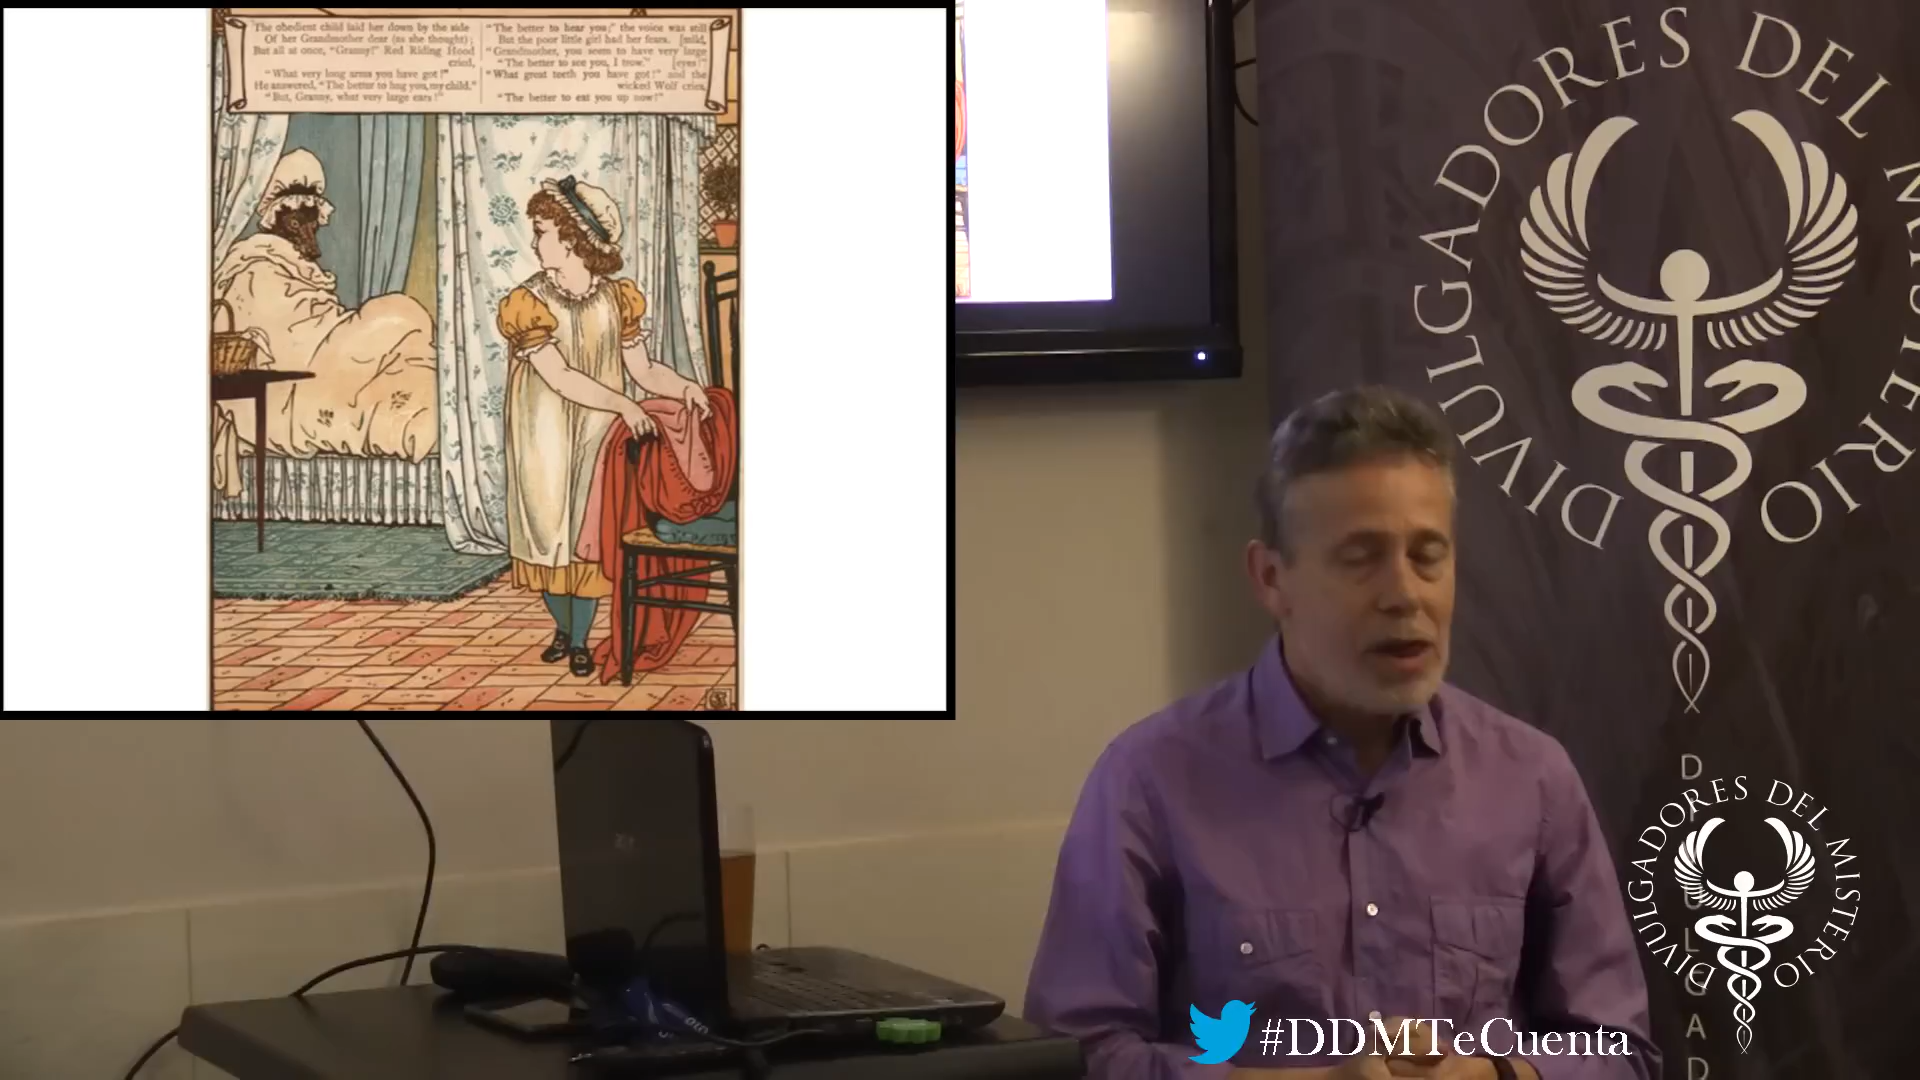 The obedient child laid her down by the side
Of her Grandmother dear (as she thought);
But all at once, "Granny!" Red Riding Hood
cried,
"What very long arms you have got!"
He answered, "The better to hug you, my child."
"But, Granny, what very large ears!"
"The better to hear you," the voice was still
But the poor little girl had her fears. [mild,
"Grandmother, you seem to have very large
"The better to see you, I trow." [eyes!"
"What great teeth you have got!" and the
wicked Wolf cries,
"The better to eat you up now!"
DIVULGADORES DEL MISTERIO
DIVULGADORES DEL MISTERIO
#DDMTeCuenta